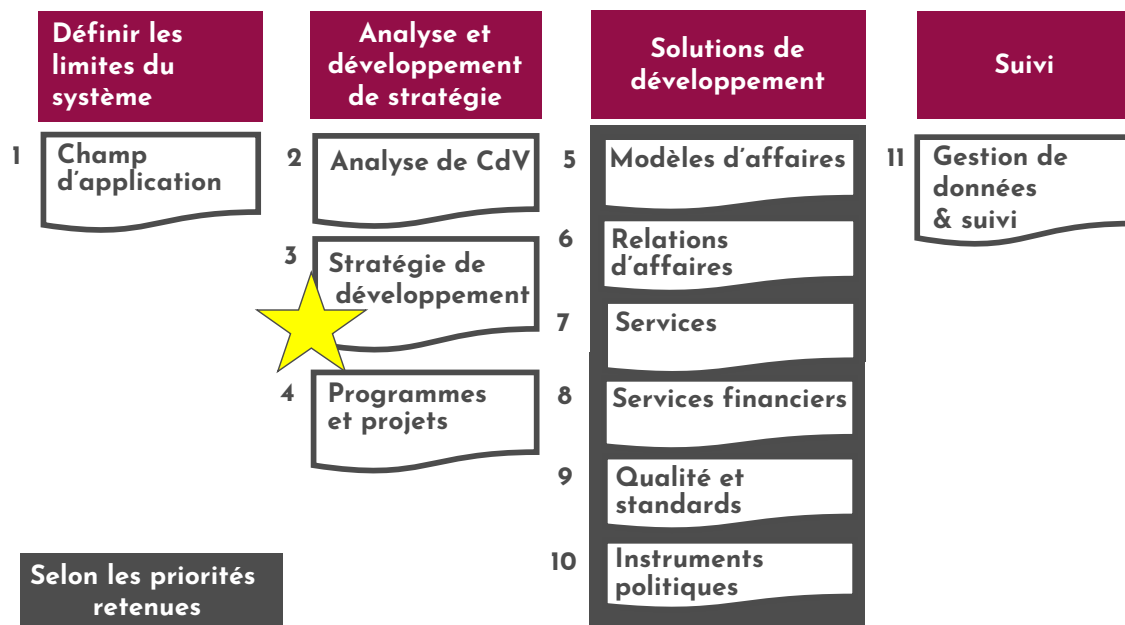 Définir les
limites du
système
Analyse et
développement
de stratégie
Solutions de
développement
Suivi
1
Champ
d'application
2
Analyse de CdV
3
Stratégie de
développement
4
Programmes
et projets
5
Modèles d'affaires
6
Relations
d'affaires
7
Services
8
Services financiers
9
Qualité et
standards
10
Instruments
politiques
11
Gestion de
données
& suivi
Selon les priorités
retenues